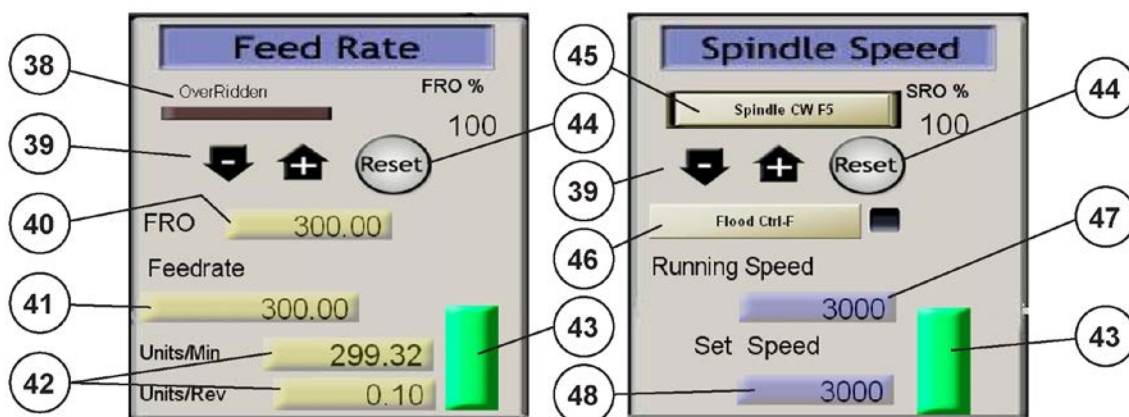 Feed Rate
38
OverRidden
FRO %
100
39
-
+
Reset
44
40
FRO
300.00
Feedrate
41
300.00
43
Units/Min
299.32
42
Units/Rev
0.10
Spindle Speed
45
Spindle CW F5
SRO %
44
100
39
-
+
Reset
47
46
Flood Ctrl-F
Running Speed
3000
43
Set Speed
48
3000